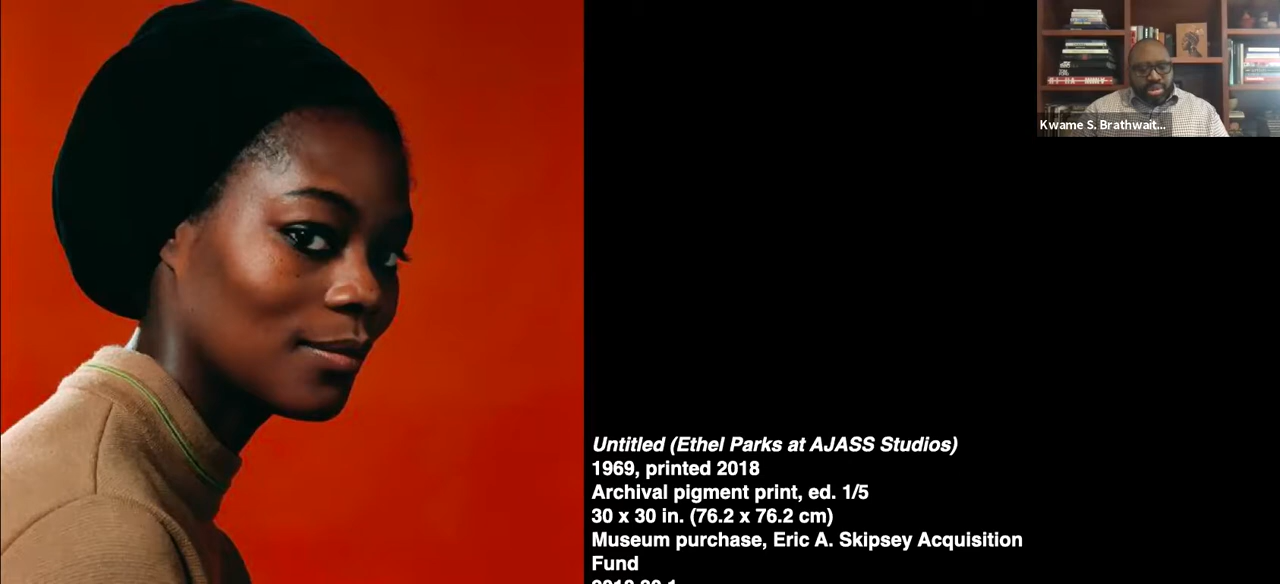 Kwame S. Brathwait...
Untitled (Ethel Parks at AJASS Studios)
1969, printed 2018
Archival pigment print, ed. 1/5
30 x 30 in. (76.2 x 76.2 cm)
Museum purchase, Eric A. Skipsey Acquisition
Fund